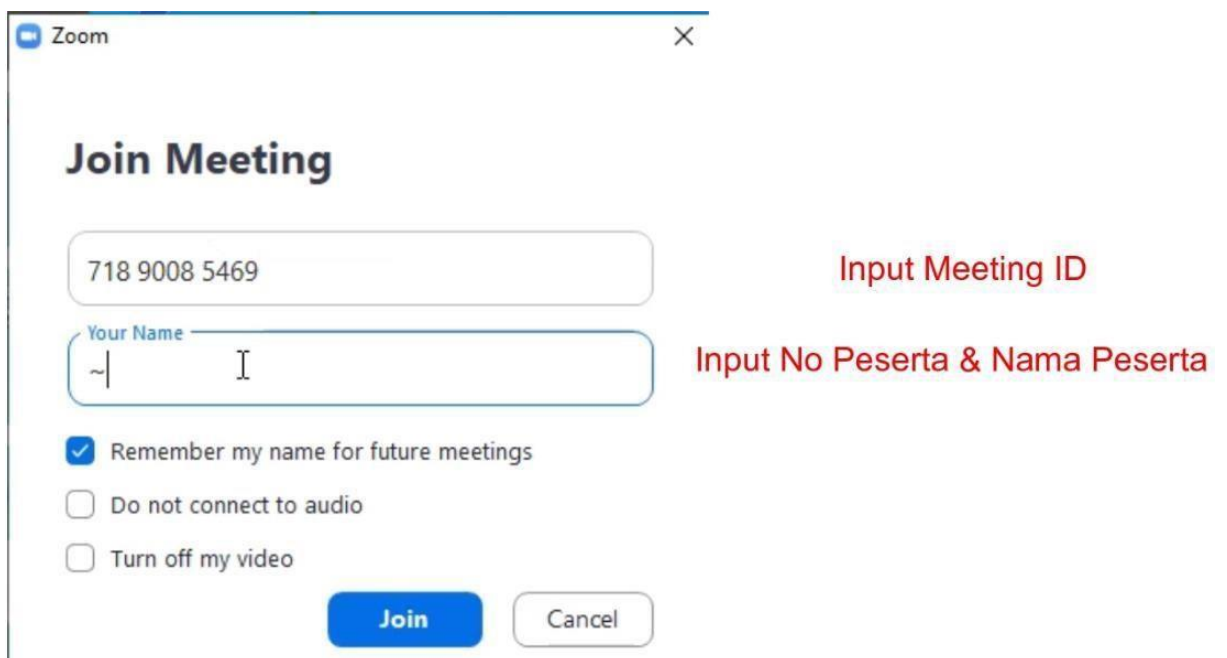 Zoom
Join Meeting
718 9008 5469
Input Meeting ID
Your Name
~
Input No Peserta & Nama Peserta
Remember my name for future meetings
Do not connect to audio
Turn off my video
Join
Cancel